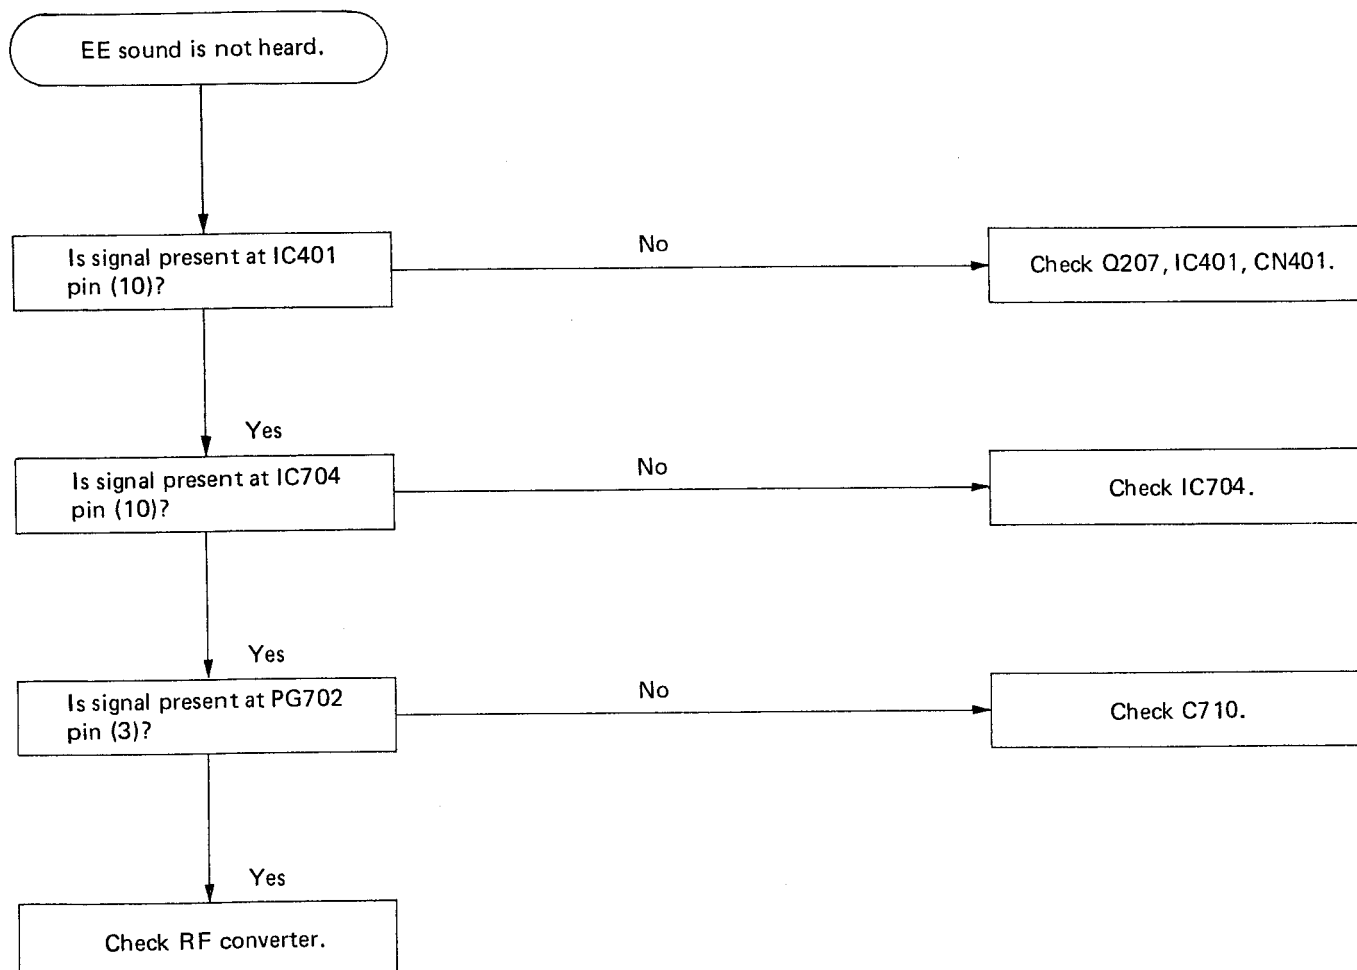 EE sound is not heard.
Is signal present at IC401
pin (10)?
No
Check Q207, IC401, CN401.
Yes
Is signal present at IC704
pin (10)?
No
Check IC704.
Yes
Is signal present at PG702
pin (3)?
No
Check C710.
Yes
Check RF converter.